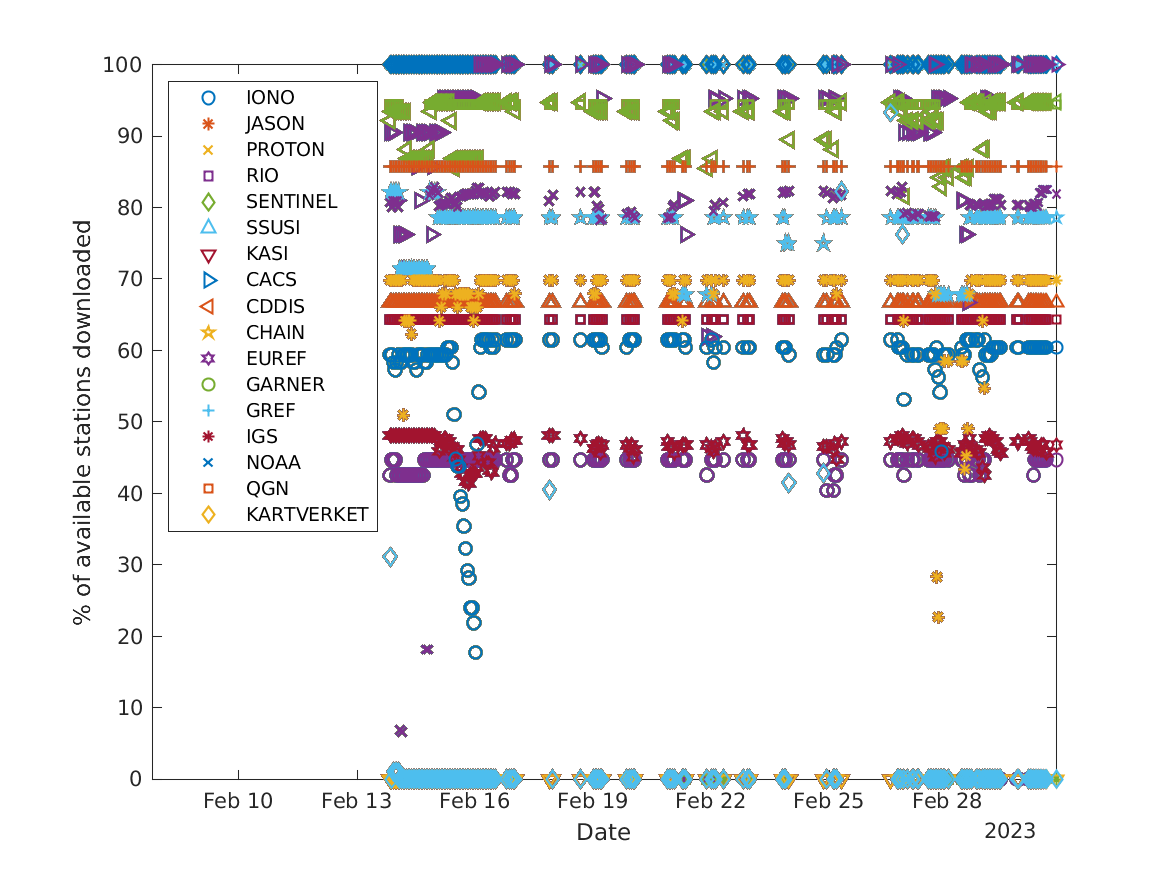 100
90
80
70
60
50
40
30
20
10
0
% of available stations downloaded
IONO
JASON
PROTON
RIO
SENTINEL
SSUSI
KASI
CACS
CDDIS
CHAIN
EUREF
GARNER
GREF
IGS
NOAA
QGN
KARTVERKET
Feb 10 Feb 13 Feb 16 Feb 19 Feb 22 Feb 25 Feb 28
Date
2023